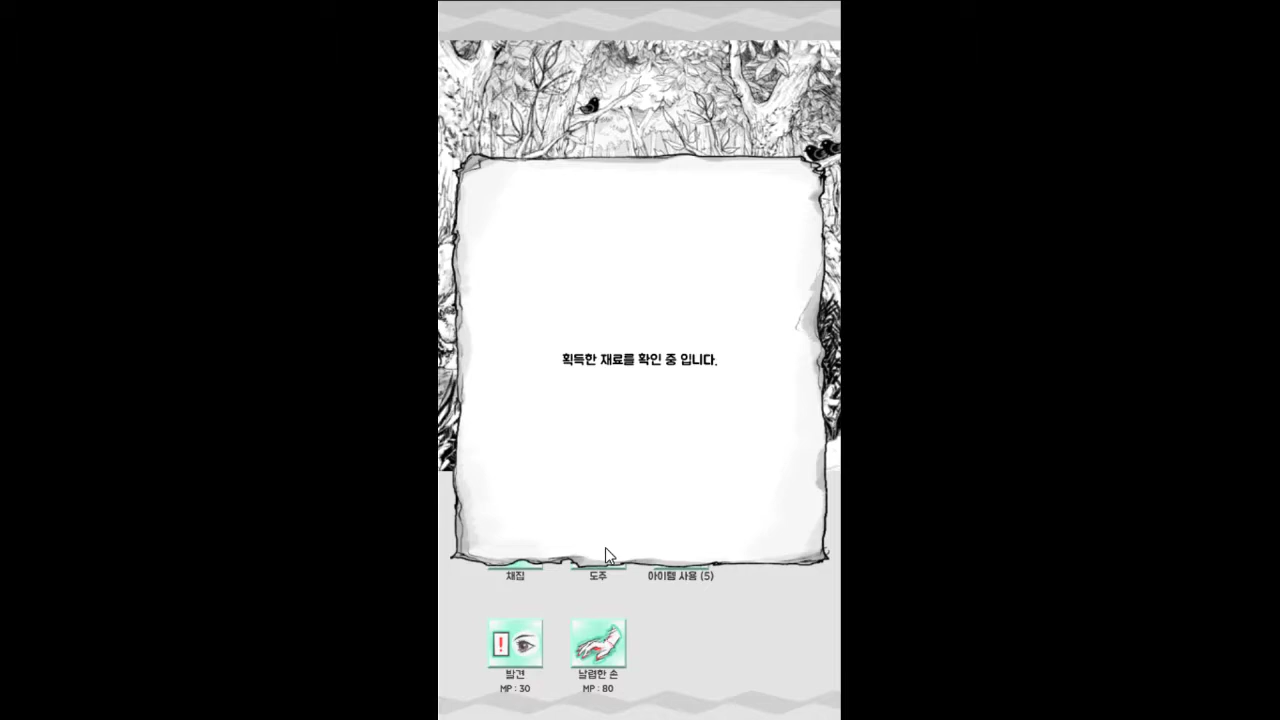 획득한 재료를 확인 중 입니다.
채집
도주
아이템 사용 (5)
!
발견
날렵한 손
MP : 30
MP : 80